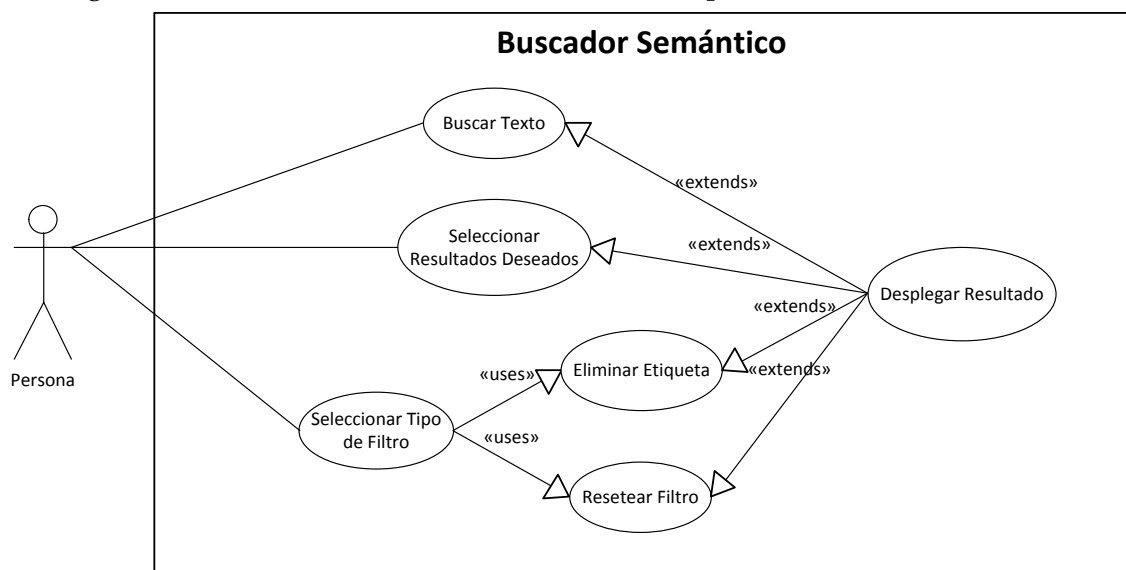 Buscador Semántico
Buscar Texto
«extends»
Seleccionar
Resultados Deseados
«extends»
Desplegar Resultado
«extends»
Persona
«uses»
Eliminar Etiqueta
«extends»
Seleccionar Tipo
de Filtro
«uses»
Resetear Filtro